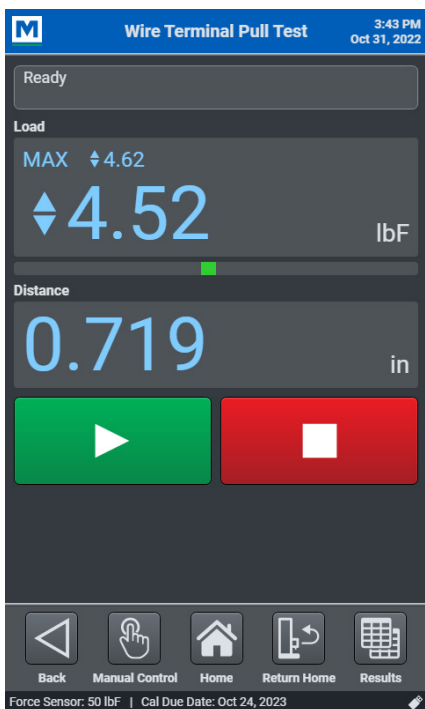 M Wire Terminal Pull Test 3:43 PM
Oct 31, 2022
Ready
Load
MAX 4.62
4.52 lbF
Distance
0.719 in
Back Manual Control Home Return Home Results
Force Sensor: 50 lbF | Cal Due Date: Oct 24, 2023